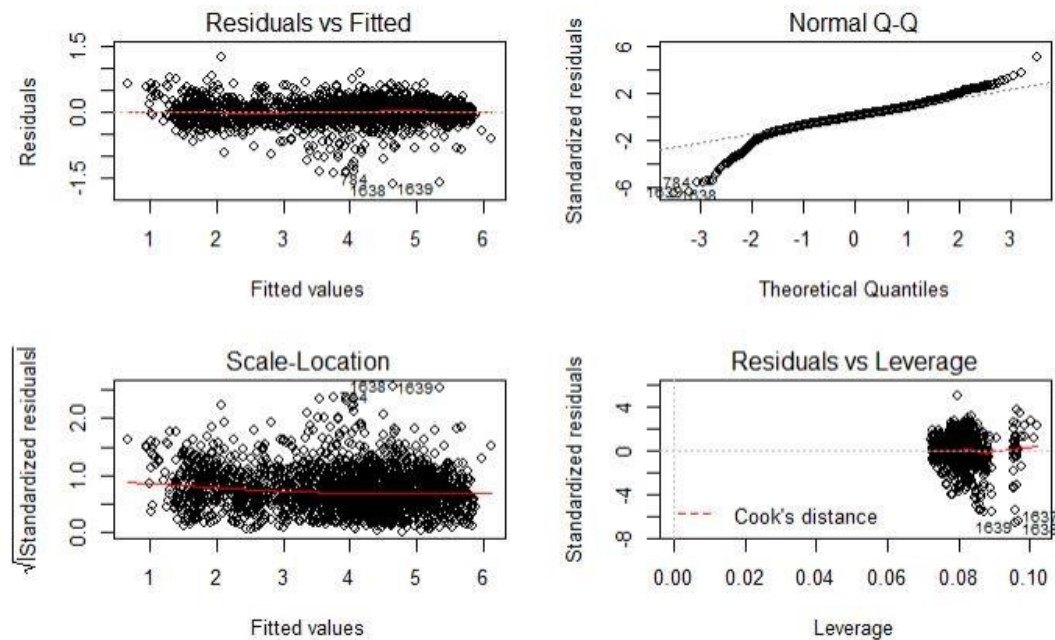 Residuals vs Fitted
Residuals
1.5
0.0
-1.5
784
1638
1639
1 2 3 4 5 6
Fitted values
Normal Q-Q
Standardized residuals
6
2
-2
-6
784
1639
1638
-3 -2 -1 0 1 2 3
Theoretical Quantiles
Scale-Location
√|Standardized residuals|
2.0
1.0
0.0
1638
1639
1 2 3 4 5 6
Fitted values
Residuals vs Leverage
Standardized residuals
4
0
-4
-8
Cook's distance
1639
0.00 0.02 0.04 0.06 0.08 0.10
Leverage